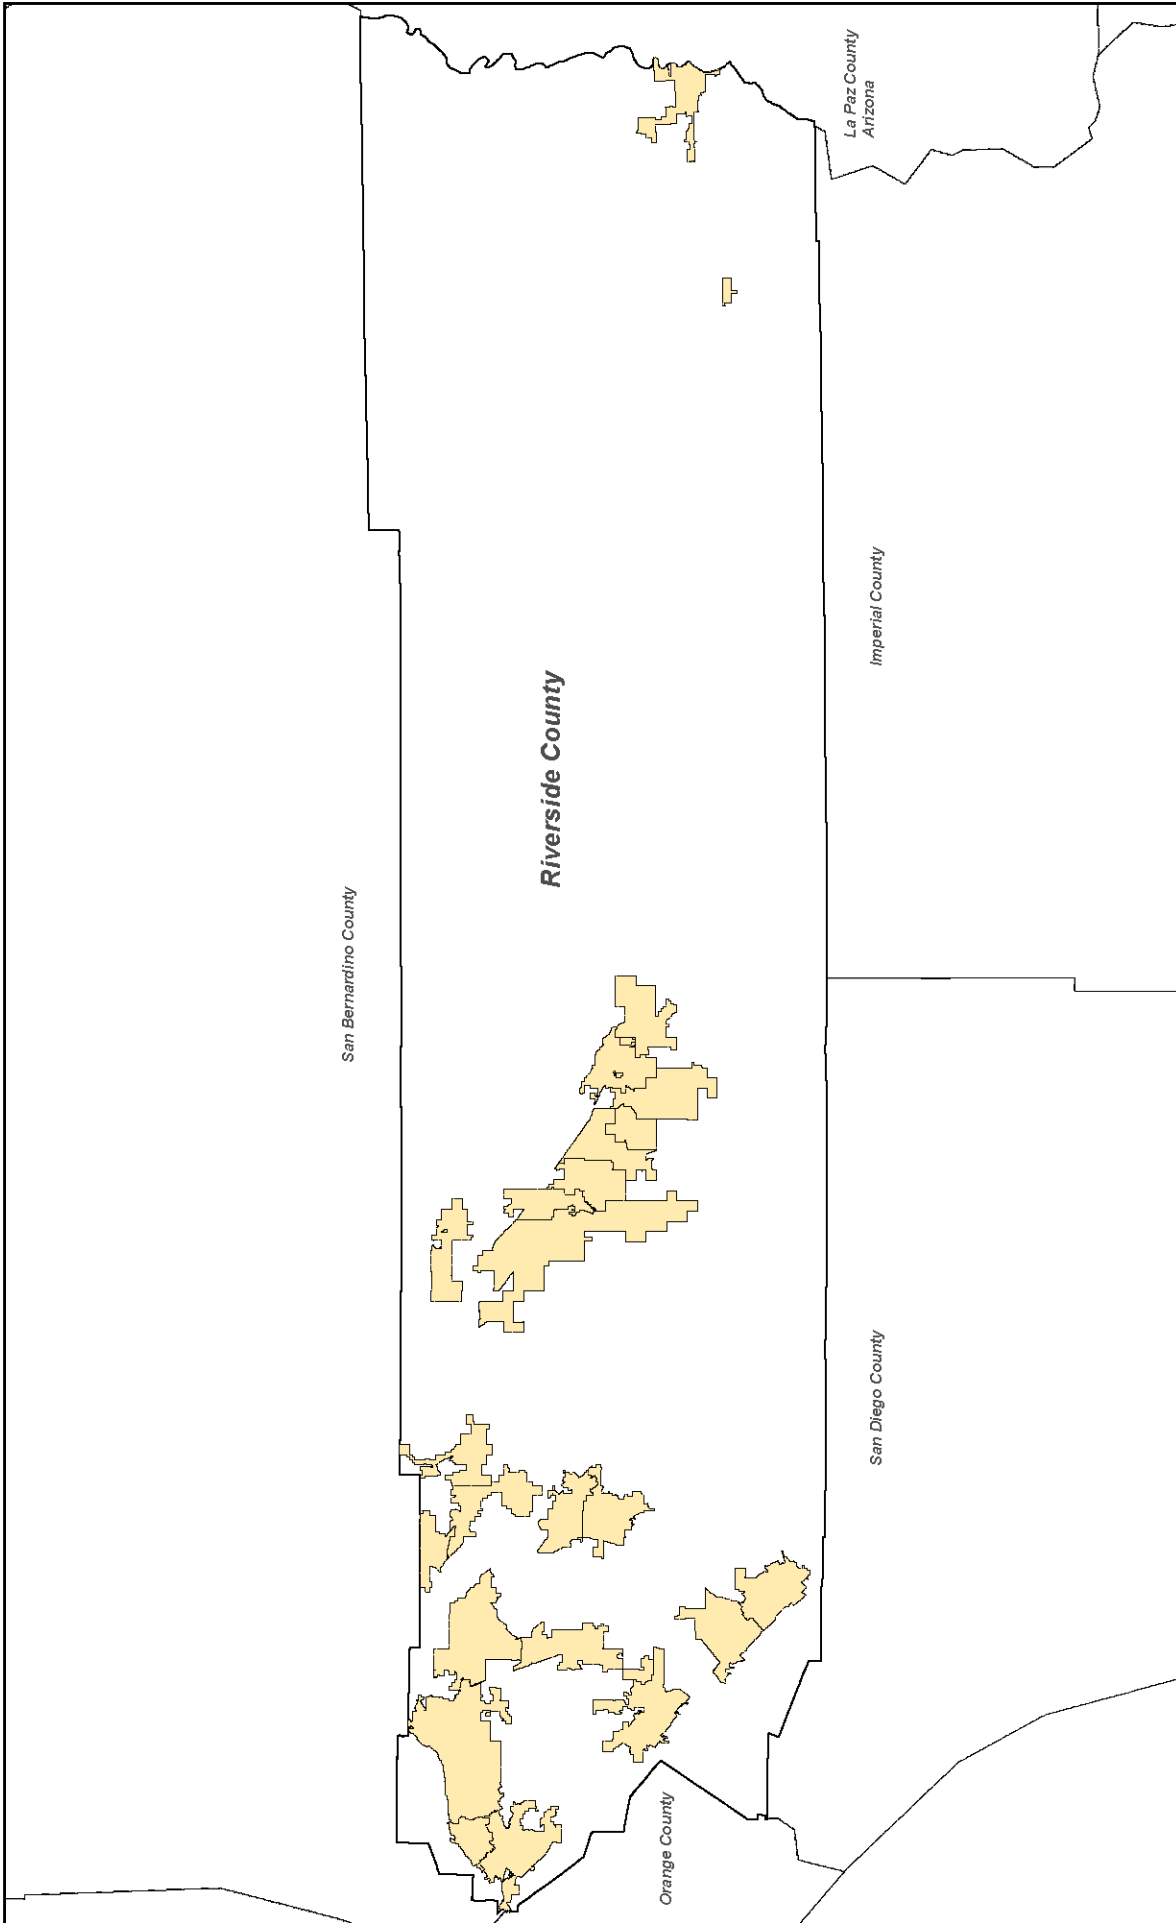 San Bernardino County
Riverside County
La Paz County
Arizona
Imperial County
San Diego County
Orange County